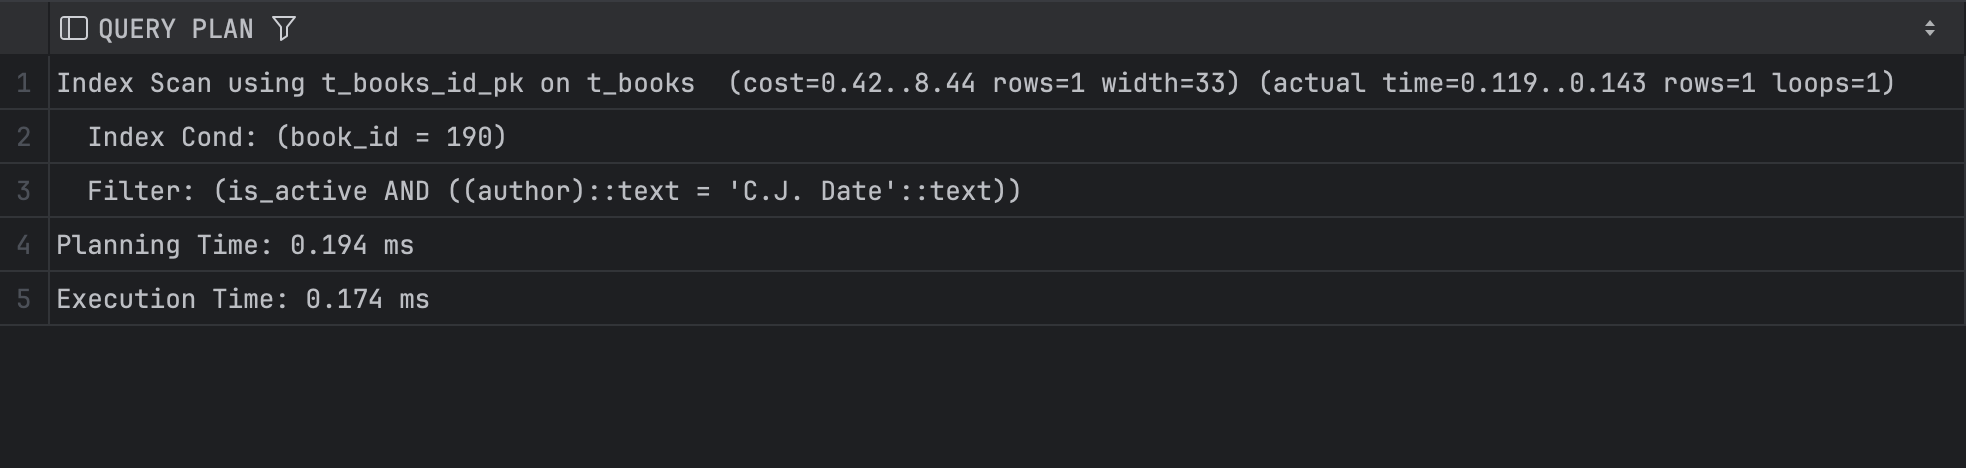 QUERY PLAN
1 Index Scan using t_books_id_pk on t_books  (cost=0.42..8.44 rows=1 width=33) (actual time=0.119..0.143 rows=1 loops=1)
2   Index Cond: (book_id = 190)
3   Filter: (is_active AND ((author)::text = 'C.J. Date'::text))
4 Planning Time: 0.194 ms
5 Execution Time: 0.174 ms